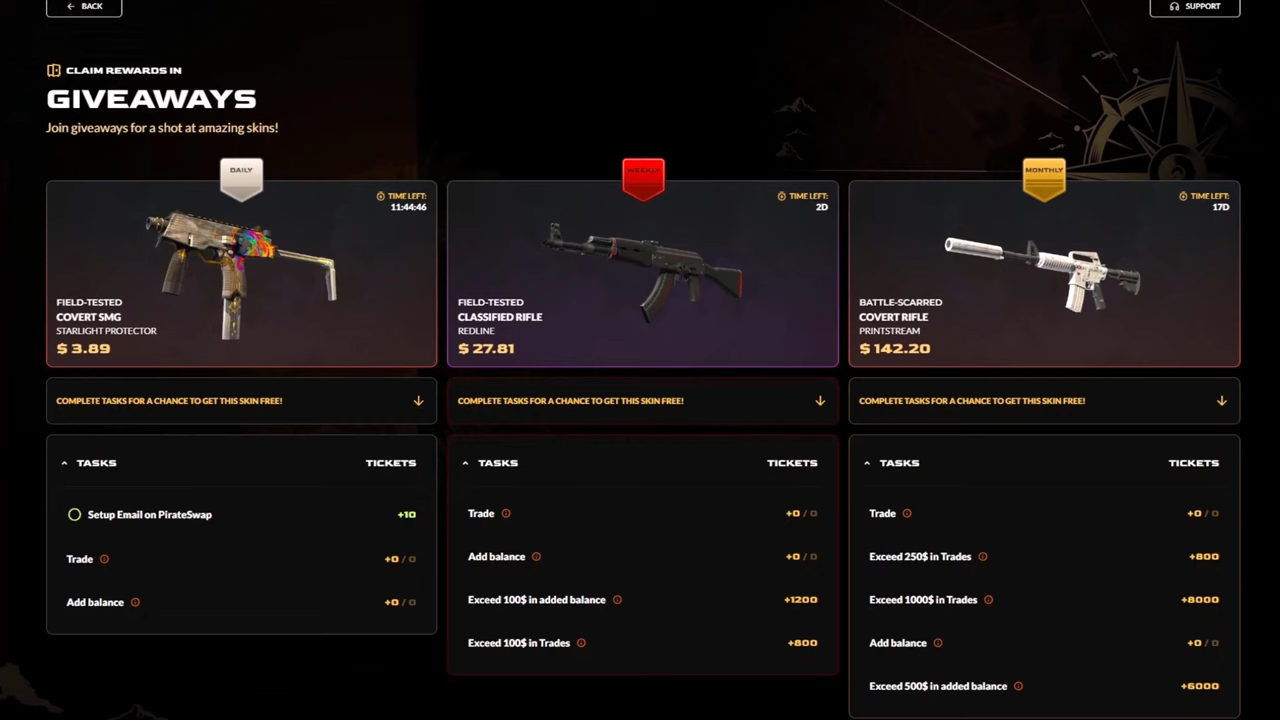 BACK
SUPPORT
CLAIM REWARDS IN
GIVEAWAYS
Join giveaways for a shot at amazing skins!
DAILY
TIME LEFT:
11:44:46
FIELD-TESTED
COVERT SMG
STARLIGHT PROTECTOR
$ 3.89
WEEKLY
TIME LEFT:
2D
FIELD-TESTED
CLASSIFIED RIFLE
REDLINE
$ 27.81
MONTHLY
TIME LEFT:
17D
BATTLE-SCARRED
COVERT RIFLE
PRINTSTREAM
$ 142.20
COMPLETE TASKS FOR A CHANCE TO GET THIS SKIN FREE!
COMPLETE TASKS FOR A CHANCE TO GET THIS SKIN FREE!
COMPLETE TASKS FOR A CHANCE TO GET THIS SKIN FREE!
TASKS TICKETS
Setup Email on PirateSwap +10
Trade +0 / 0
Add balance +0 / 0
TASKS TICKETS
Trade +0 / 0
Add balance +0 / 0
Exceed 100$ in added balance +1200
Exceed 100$ in Trades +800
TASKS TICKETS
Trade +0 / 0
Exceed 250$ in Trades +800
Exceed 1000$ in Trades +8000
Add balance +0 / 0
Exceed 500$ in added balance +6000